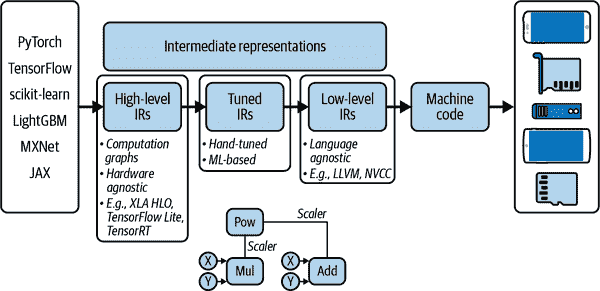 PyTorch
TensorFlow
scikit-learn
LightGBM
MXNet
JAX
Intermediate representations
High-level
IRs
• Computation
graphs
• Hardware
agnostic
• E.g., XLA HLO,
TensorFlow Lite,
TensorRT
Tuned
IRs
• Hand-tuned
• ML-based
Low-level
IRs
• Language
agnostic
• E.g., LLVM, NVCC
Machine
code
Pow
Scaler
Scaler
X
Y
Mul
X
Y
Add